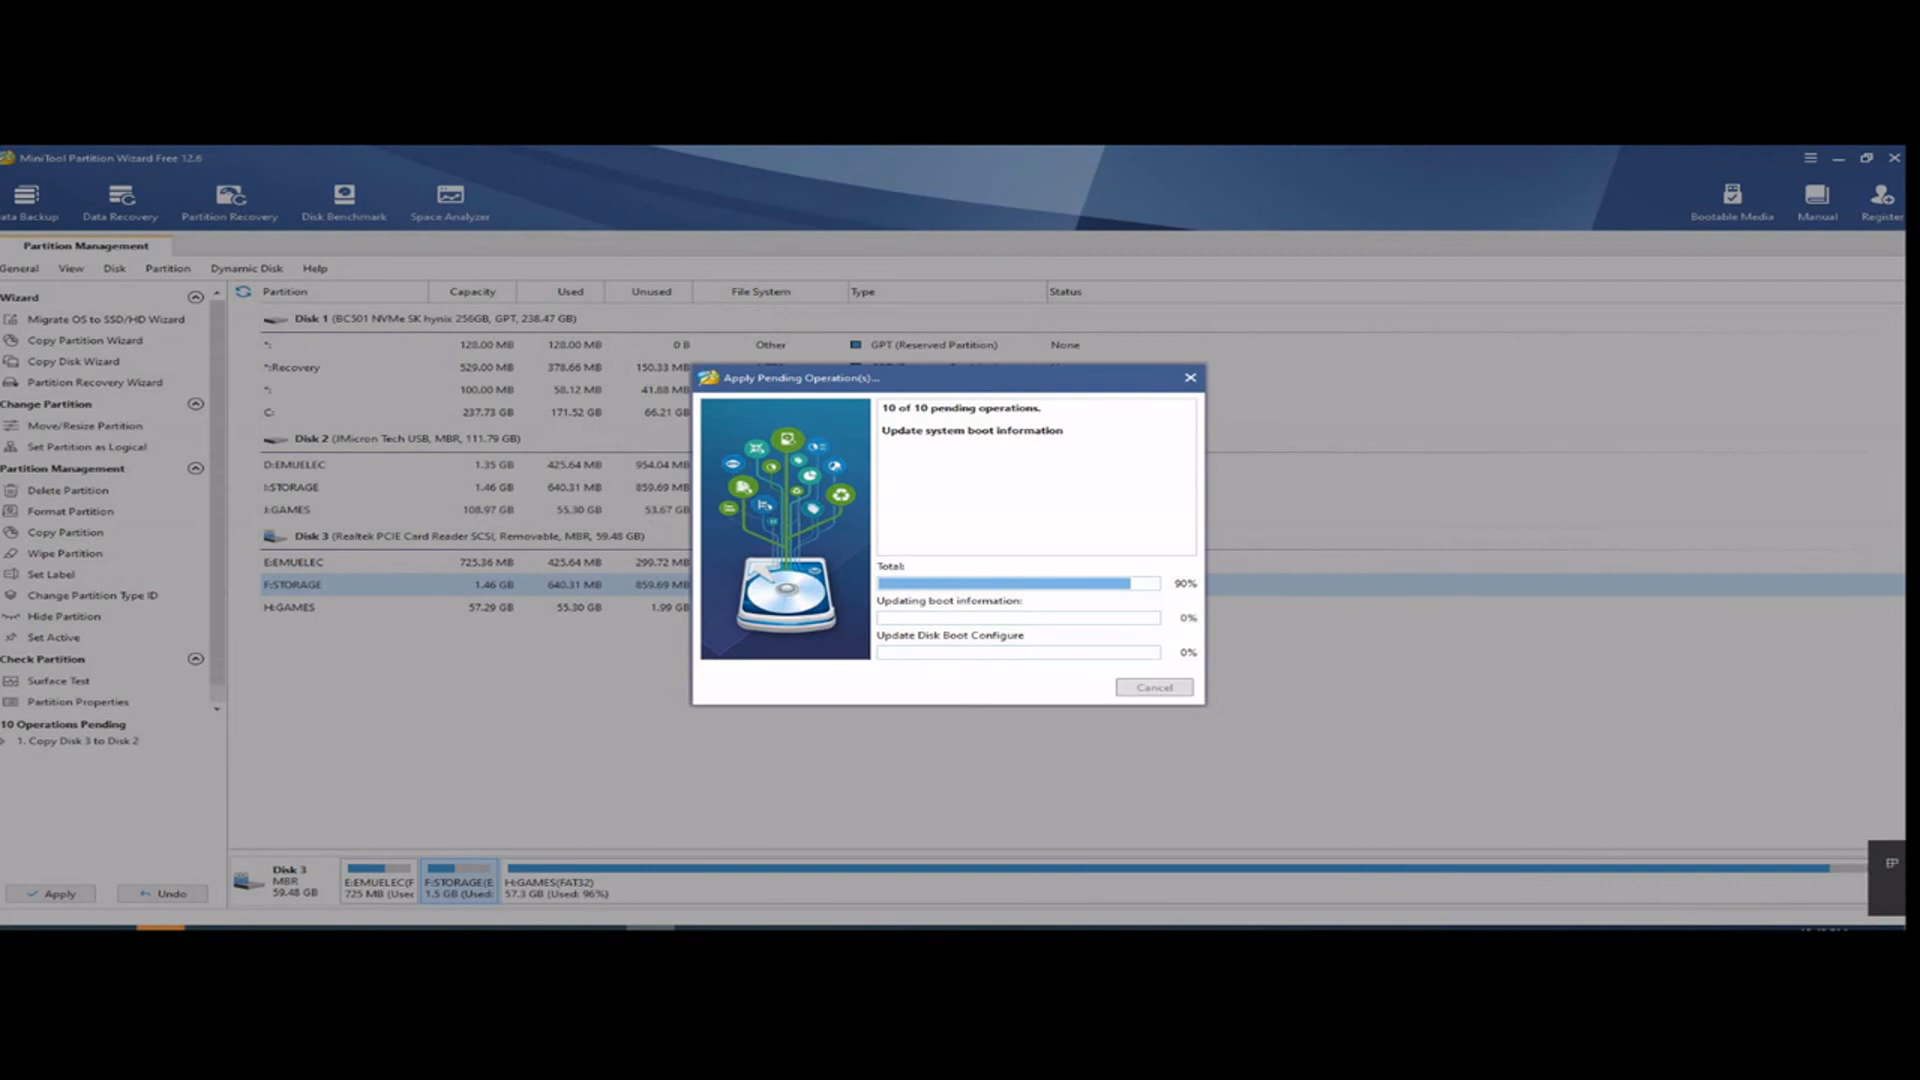 MiniTool Partition Wizard Free 12.6
ata Backup
Data Recovery
Partition Recovery
Disk Benchmark
Space Analyzer
Bootable Media
Manual
Register
Partition Management
General View Disk Partition Dynamic Disk Help
Wizard
Migrate OS to SSD/HD Wizard
Copy Partition Wizard
Copy Disk Wizard
Partition Recovery Wizard
Change Partition
Move/Resize Partition
Set Partition as Logical
Partition Management
Delete Partition
Format Partition
Copy Partition
Wipe Partition
Set Label
Change Partition Type ID
Hide Partition
Set Active
Check Partition
Surface Test
Partition Properties
10 Operations Pending
1. Copy Disk 3 to Disk 2
Apply
Undo
Partition Capacity Used Unused File System Type Status
Disk 1 (BC501 NVMe SK hynix 256GB, GPT, 238.47 GB)
*: 128.00 MB 128.00 MB 0 B Other GPT (Reserved Partition) None
*:Recovery 529.00 MB 378.66 MB 150.33 MB
*: 100.00 MB 58.12 MB 41.88 MB
C: 237.73 GB 171.52 GB 66.21 GB
Disk 2 (JMicron Tech USB, MBR, 111.79 GB)
D:EMUELEC 1.35 GB 425.64 MB 954.04 MB
I:STORAGE 1.46 GB 640.31 MB 859.69 MB
J:GAMES 108.97 GB 55.30 GB 53.67 GB
Disk 3 (Realtek PCIE Card Reader SCSI, Removable, MBR, 59.48 GB)
E:EMUELEC 725.36 MB 425.64 MB 299.72 MB
F:STORAGE 1.46 GB 640.31 MB 859.69 MB
H:GAMES 57.29 GB 55.30 GB 1.99 GB
Apply Pending Operation(s)...
10 of 10 pending operations.
Update system boot information
Total:
90%
Updating boot information:
0%
Update Disk Boot Configure
0%
Cancel
Disk 3
MBR
59.48 GB
E:EMUELEC(F
725 MB (Used
F:STORAGE(E
1.5 GB (Used:
H:GAMES(FAT32)
57.3 GB (Used: 96%)